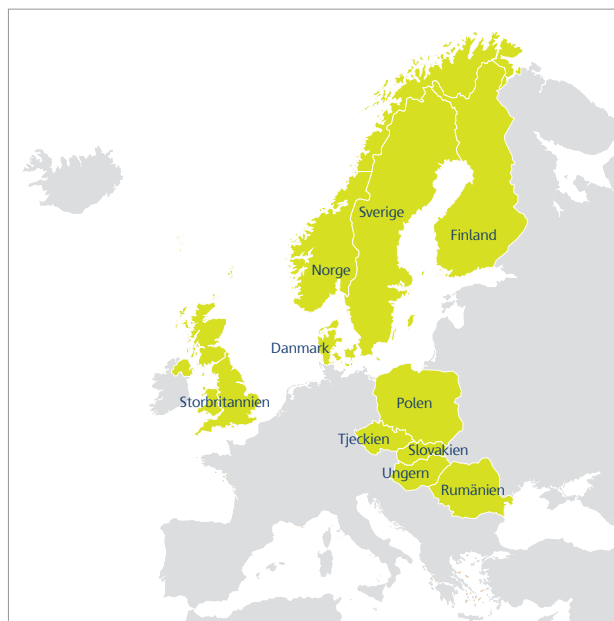 Sverige
Finland
Norge
Danmark
Storbritannien
Polen
Tjeckien
Slovakien
Ungern
Rumänien